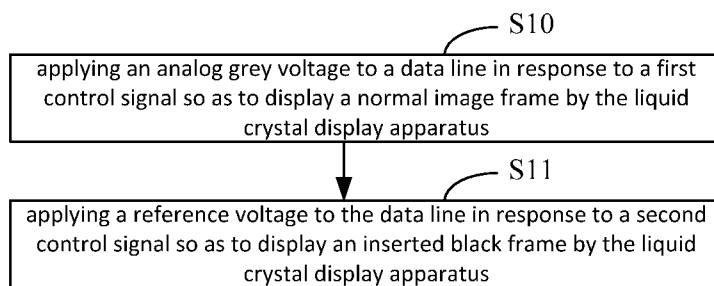 S10
applying an analog grey voltage to a data line in response to a first
control signal so as to display a normal image frame by the liquid
crystal display apparatus
S11
applying a reference voltage to the data line in response to a second
control signal so as to display an inserted black frame by the liquid
crystal display apparatus